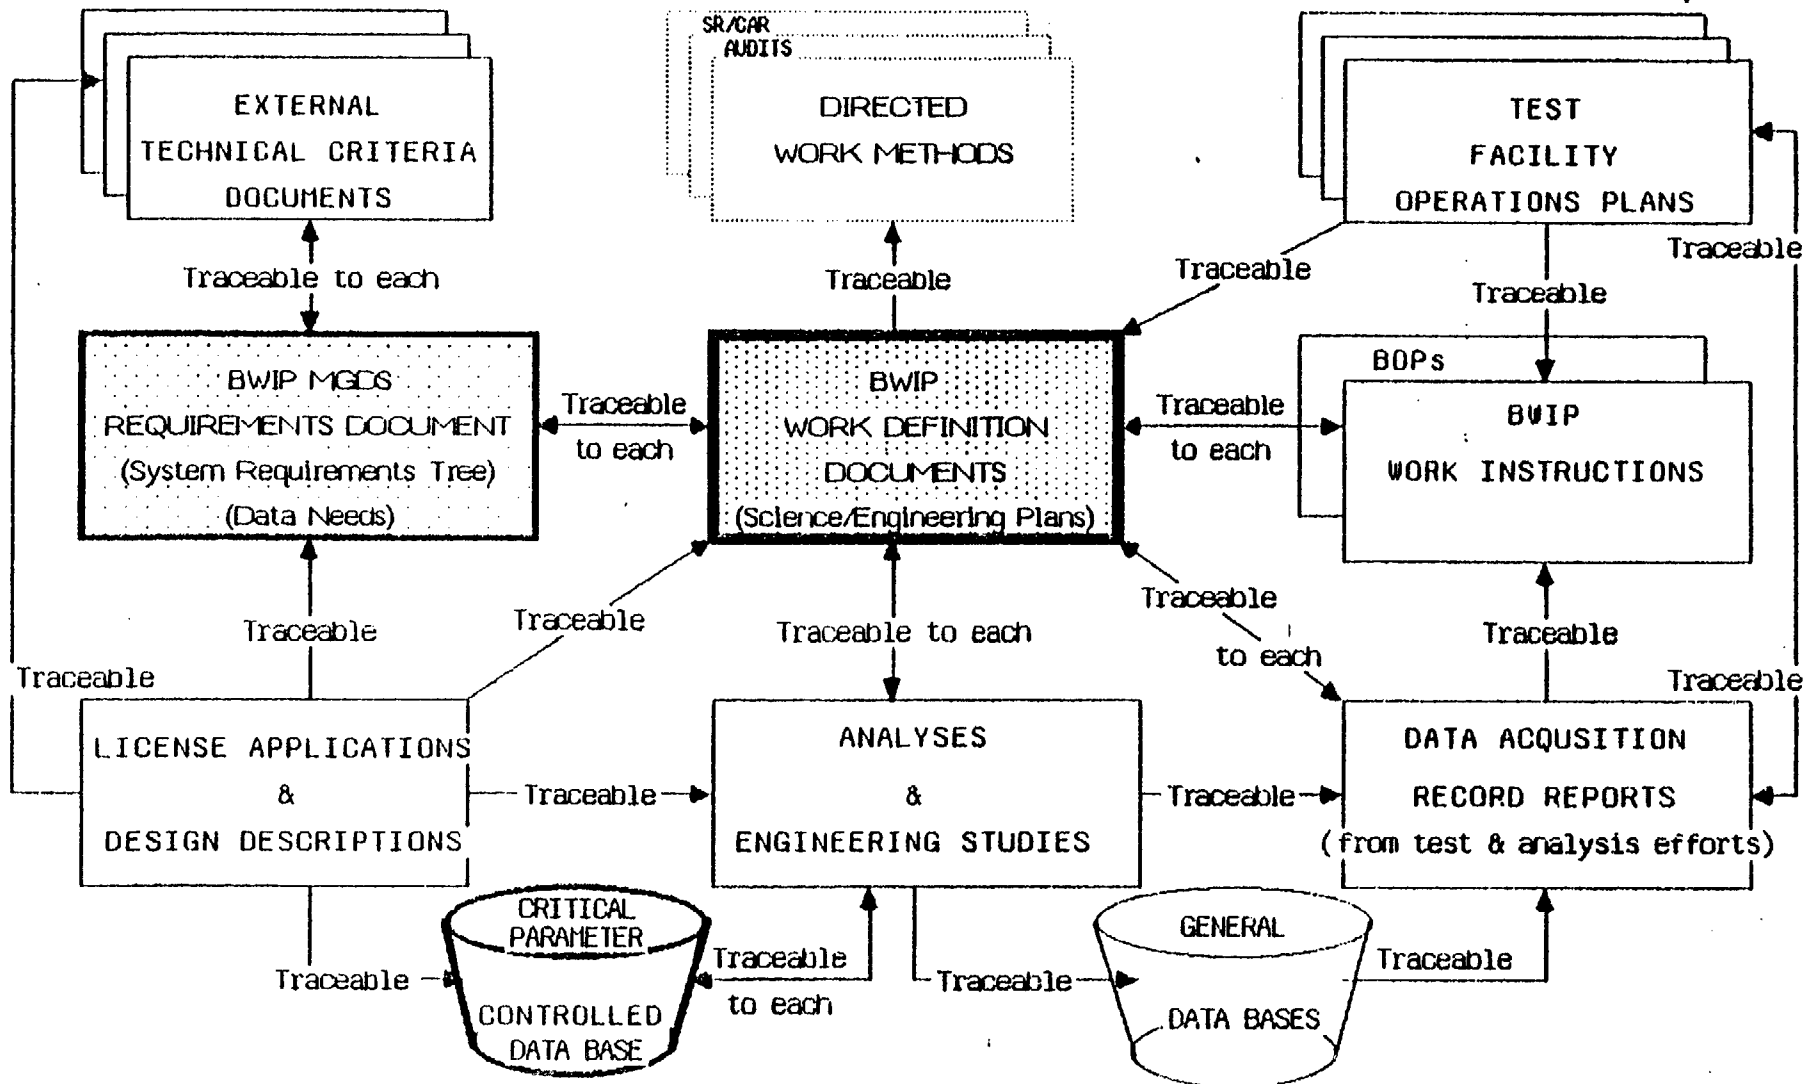 SR/CAR
AUDITS
EXTERNAL
TECHNICAL CRITERIA
DOCUMENTS
DIRECTED
WORK METHODS
TEST
FACILITY
OPERATIONS PLANS
Traceable to each
Traceable
Traceable
Traceable
Traceable
BWIP MGDS
REQUIREMENTS DOCUMENT
(System Requirements Tree)
(Data Needs)
Traceable
to each
BWIP
WORK DEFINITION
DOCUMENTS
(Science/Engineering Plans)
Traceable
to each
BOPs
BWIP
WORK INSTRUCTIONS
Traceable
Traceable
Traceable
Traceable to each
Traceable
to each
Traceable
Traceable
LICENSE APPLICATIONS
&
DESIGN DESCRIPTIONS
Traceable
ANALYSES
&
ENGINEERING STUDIES
Traceable
DATA ACQUSITION
RECORD REPORTS
(from test & analysis efforts)
Traceable
CRITICAL
PARAMETER
CONTROLLED
DATA BASE
Traceable
to each
Traceable
GENERAL
DATA BASES
Traceable